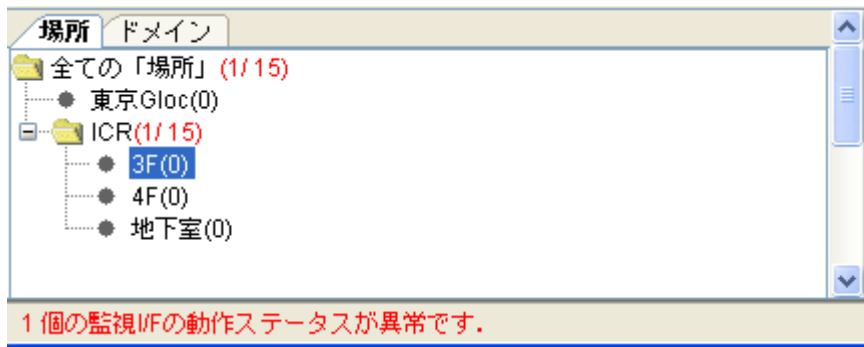 場所 ドメイン
全ての「場所」(1/15)
東京Gloc(0)
ICR(1/15)
3F(0)
4F(0)
地下室(0)
1個の監視I/Fの動作ステータスが異常です.